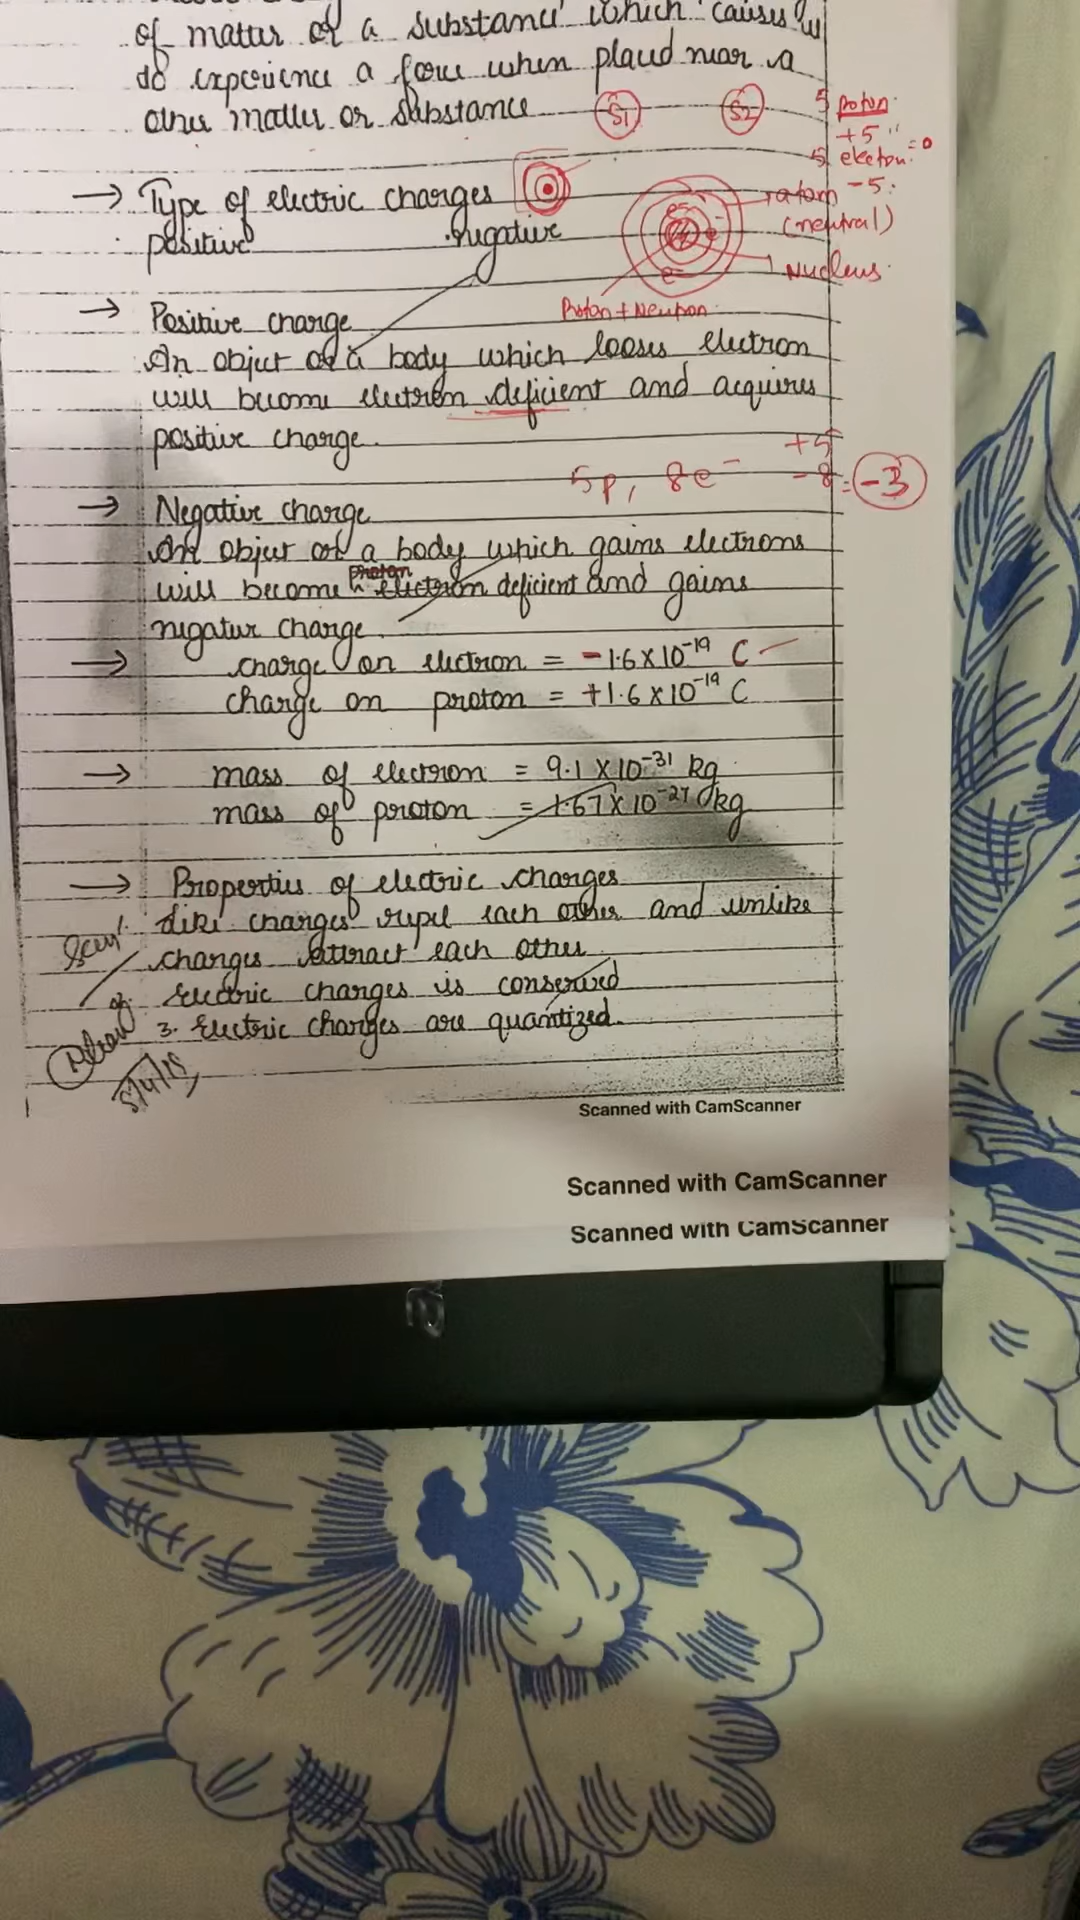 of matter or a substance which causes it
do experience a force when placed near a
other matter or substance
S1 S2
5 proton.
+5
5 electon. =0
-5.
→ Type of electric charges
positive negative
atom
(neutral)
e- e- e-
Nucleus.
Proton + Neutron
→ Positive charge
An object or a body which looses electron
will become electron deficient and acquires
positive charge.
5p, 8e-
+5
-8 = -3
→ Negative charge
An object or a body which gains electrons
will become proton electron deficient and gains
negative charge.
→ charge on electron = -1.6 X 10-19 C
charge on proton = +1.6 X 10-19 C
→ mass of electron = 9.1 X 10-31 kg
mass of proton = 1.67 X 10-27 kg
→ Properties of electric charges
Like charges repel each other and unlike
charges attract each other
Electric charges is conserved
3. Electric charges are quantized.
Scanned with CamScanner
Scanned with CamScanner
Scanned with CamScanner